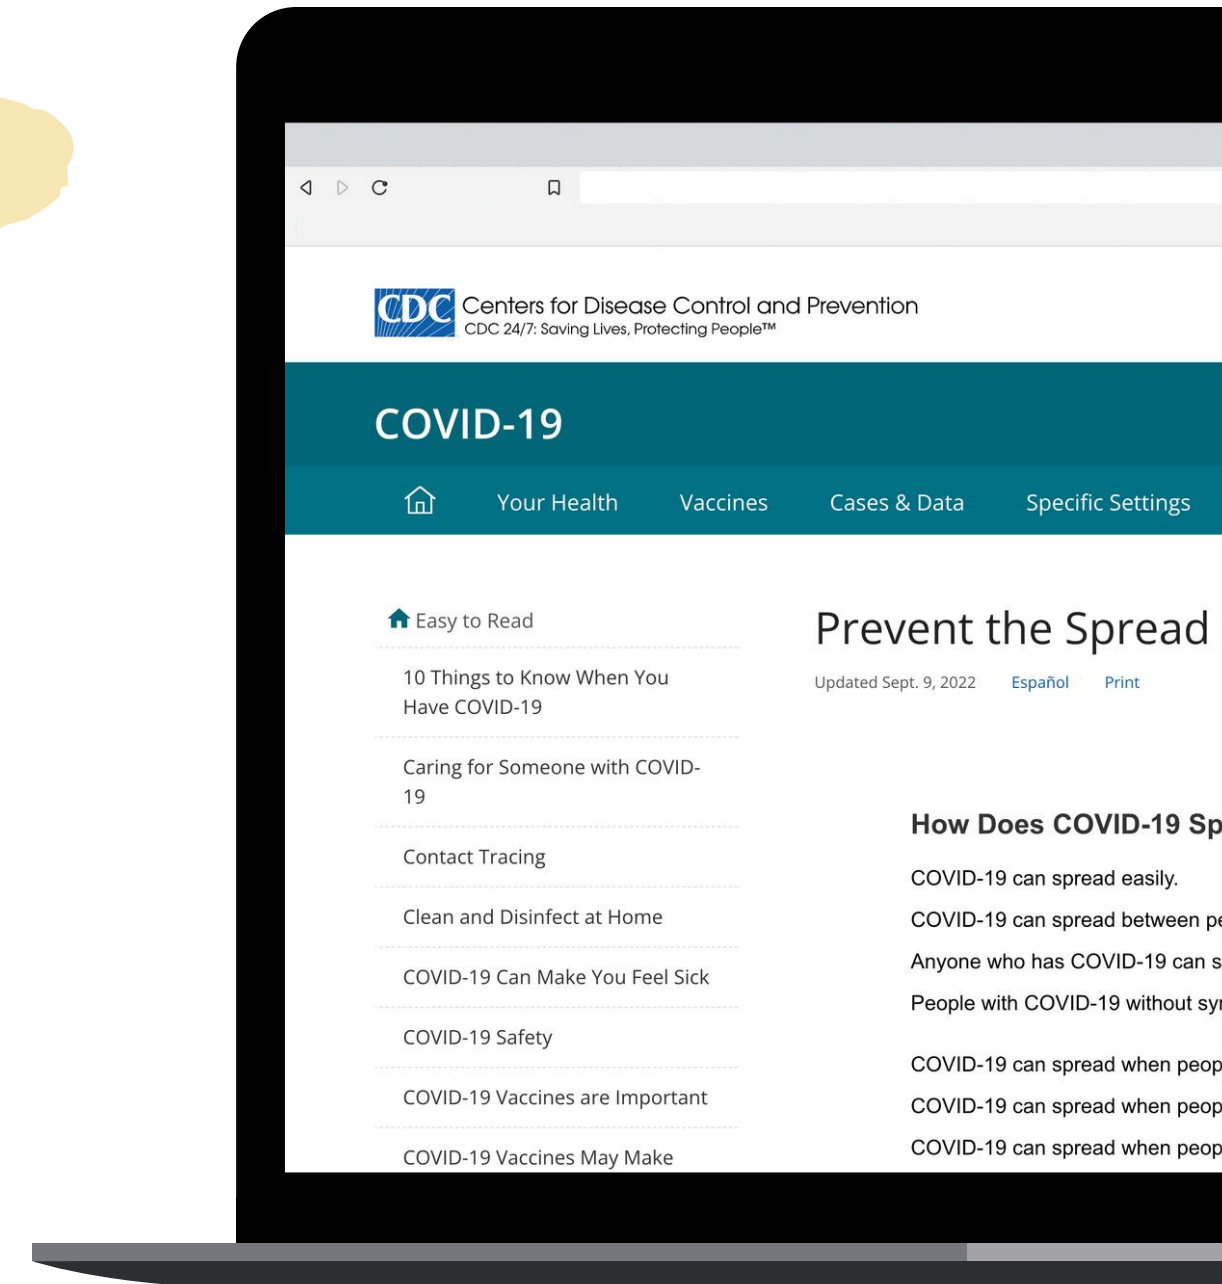 CDC Centers for Disease Control and Prevention
CDC 24/7: Saving Lives, Protecting People™
COVID-19
Your Health Vaccines Cases & Data Specific Settings
Easy to Read
10 Things to Know When You
Have COVID-19
Caring for Someone with COVID-
19
Contact Tracing
Clean and Disinfect at Home
COVID-19 Can Make You Feel Sick
COVID-19 Safety
COVID-19 Vaccines are Important
COVID-19 Vaccines May Make
Prevent the Spread
Updated Sept. 9, 2022 Español Print
How Does COVID-19 Sp
COVID-19 can spread easily.
COVID-19 can spread between pe
Anyone who has COVID-19 can s
People with COVID-19 without
COVID-19 can spread when peop
COVID-19 can spread when peop
COVID-19 can spread when peop